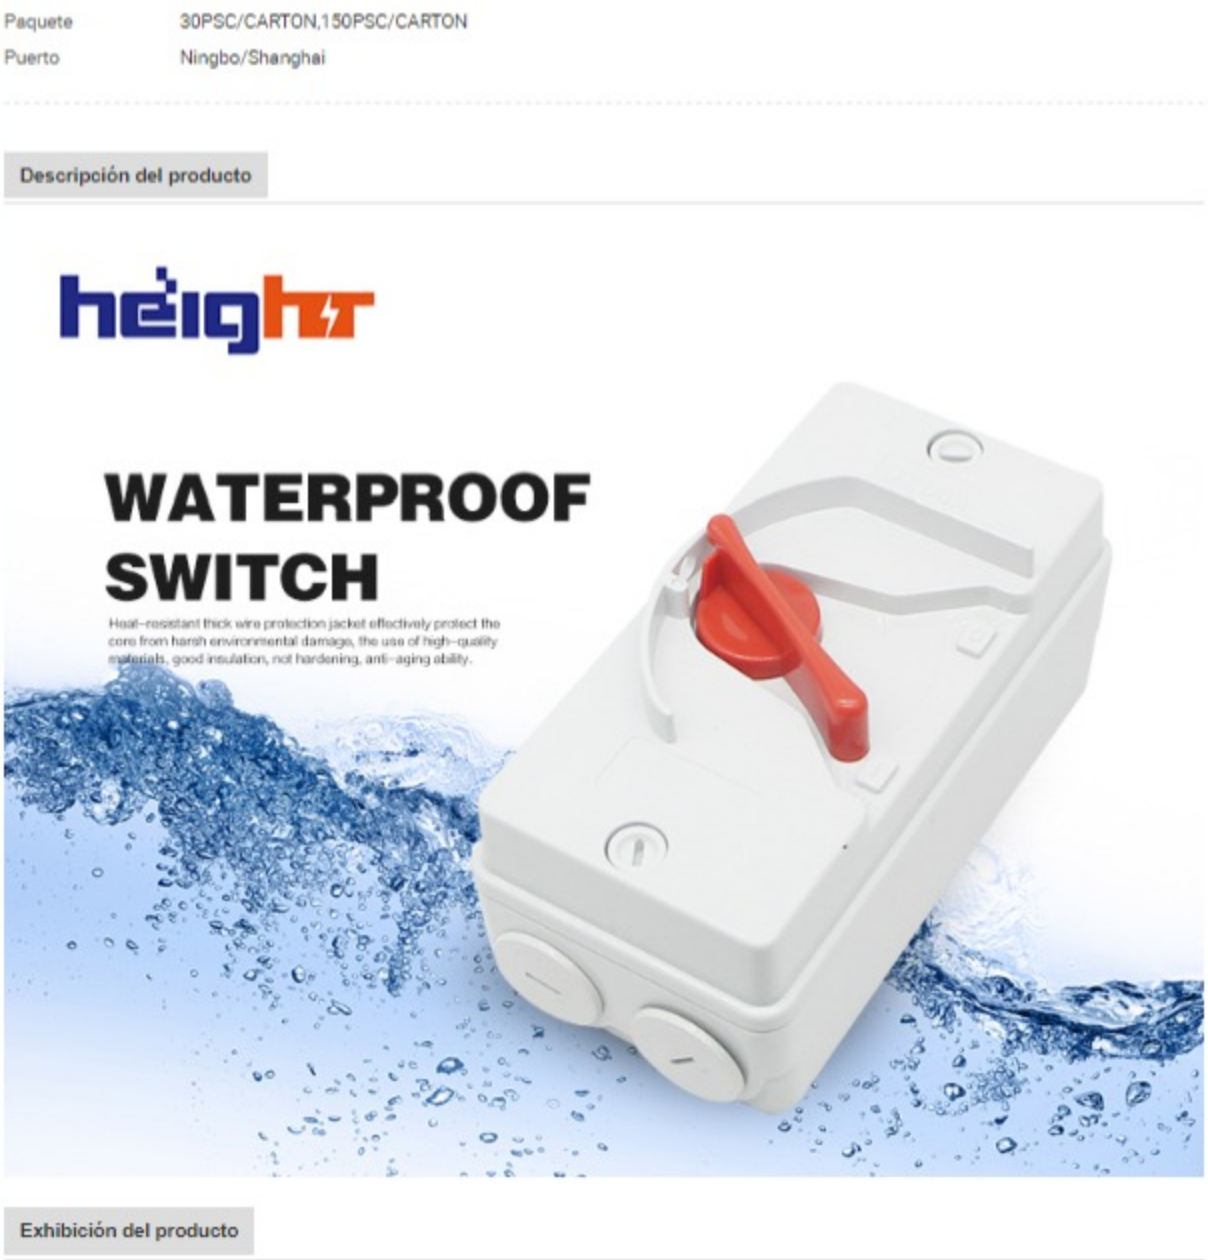 Paquete 30PSC/CARTON,150PSC/CARTON
Puerto Ningbo/Shanghai
Descripción del producto
height
WATERPROOF
SWITCH
Heat-resistant thick wire protection jacket effectively protect the
core from harsh environmental damage, the use of high-quality
materials, good insulation, not hardening, anti-aging ability.
Exhibición del producto